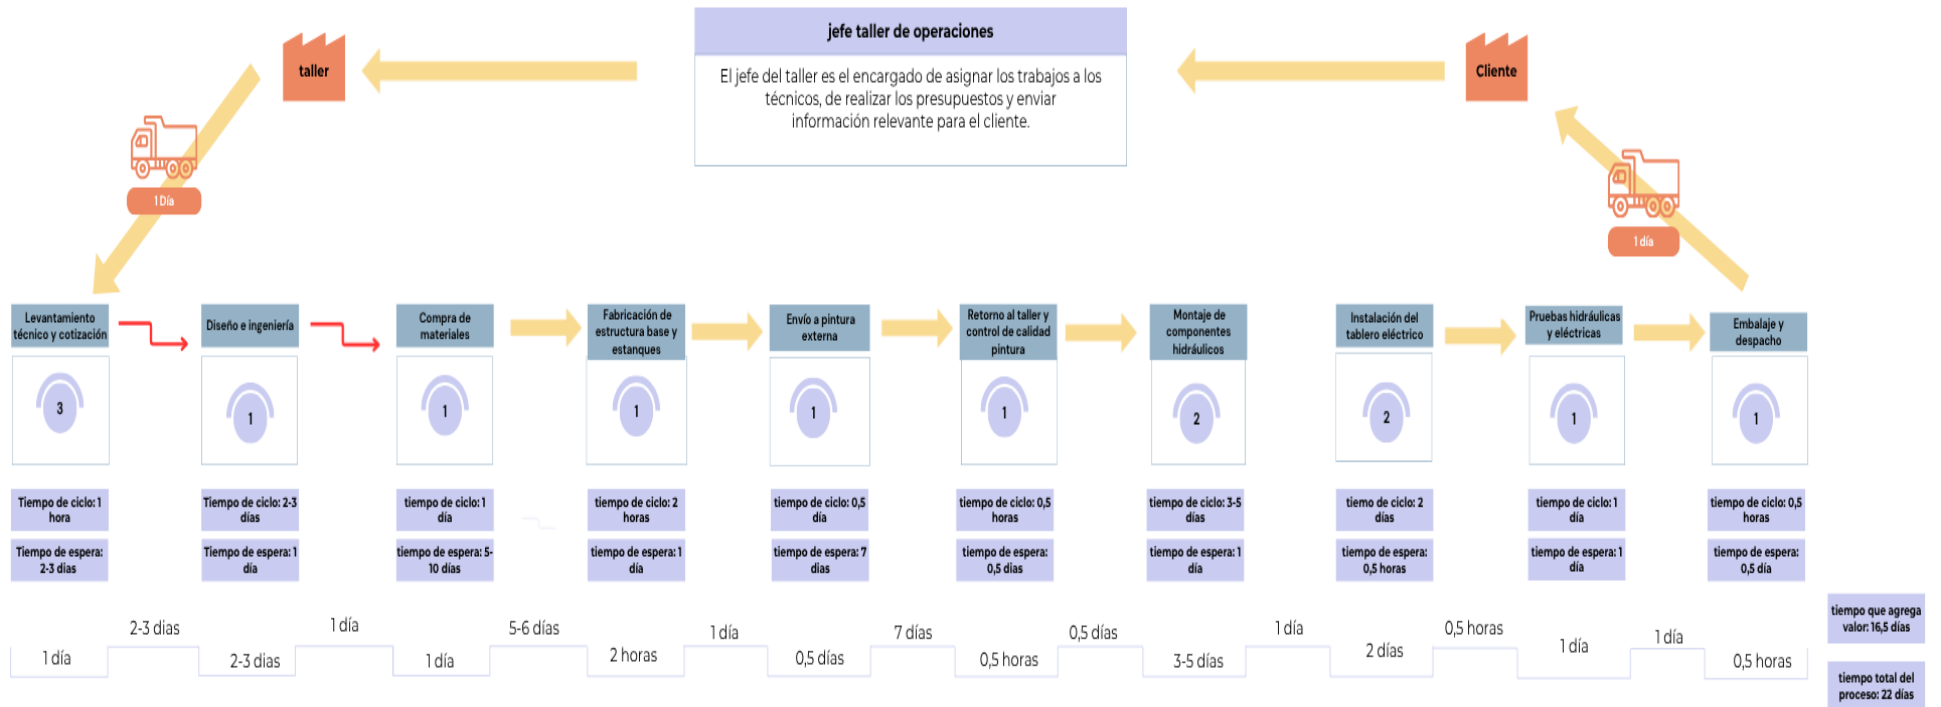 jefe taller de operaciones
El jefe del taller es el encargado de asignar los trabajos a los
técnicos, de realizar los presupuestos y enviar
información relevante para el cliente.
taller
Cliente
1 Día
1 día
Levantamiento
técnico y cotización
Diseño e ingeniería
Compra de
materiales
Fabricación de
estructura base y
estanques
Envío a pintura
externa
Retorno al taller y
control de calidad
pintura
Montaje de
componentes
hidráulicos
Instalación del
tablero eléctrico
Pruebas hidráulicas
y eléctricas
Embalaje y
despacho
3
1
1
1
1
1
2
2
1
1
Tiempo de ciclo: 1
hora
Tiempo de ciclo: 2-3
días
tiempo de ciclo: 1
día
tiempo de ciclo: 2
horas
tiempo de ciclo: 0,5
día
tiempo de ciclo: 0,5
horas
tiempo de ciclo: 3-5
días
tiemo de ciclo: 2
días
tiempo de ciclo: 1
día
tiempo de ciclo: 0,5
horas
Tiempo de espera:
2-3 dias
Tiempo de espera: 1
día
tiempo de espera: 5-
10 días
tiempo de espera: 1
día
tiempo de espera: 7
dias
tiempo de espera:
0,5 dias
tiempo de espera: 1
día
tiempo de espera:
0,5 horas
tiempo de espera: 1
día
tiempo de espera:
0,5 día
1 día
2-3 dias
2-3 dias
1 día
1 día
5-6 días
2 horas
1 día
0,5 días
7 días
0,5 horas
0,5 días
3-5 días
1 día
2 días
0,5 horas
1 día
1 día
0,5 horas
tiempo que agrega
valor: 16,5 días
tiempo total del
proceso: 22 días